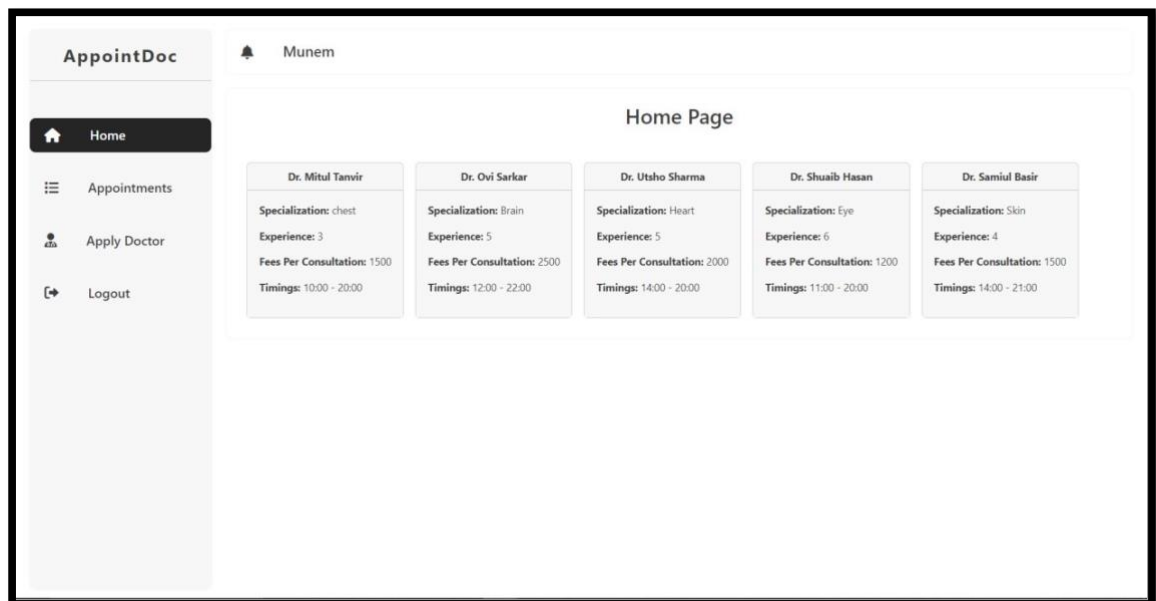 AppointDoc
Munem
Home
Appointments
Apply Doctor
Logout
Home Page
Dr. Mitul Tanvir
Specialization: chest
Experience: 3
Fees Per Consultation: 1500
Timings: 10:00 - 20:00
Dr. Ovi Sarkar
Specialization: Brain
Experience: 5
Fees Per Consultation: 2500
Timings: 12:00 - 22:00
Dr. Utsho Sharma
Specialization: Heart
Experience: 5
Fees Per Consultation: 2000
Timings: 14:00 - 20:00
Dr. Shuaib Hasan
Specialization: Eye
Experience: 6
Fees Per Consultation: 1200
Timings: 11:00 - 20:00
Dr. Samiul Basir
Specialization: Skin
Experience: 4
Fees Per Consultation: 1500
Timings: 14:00 - 21:00